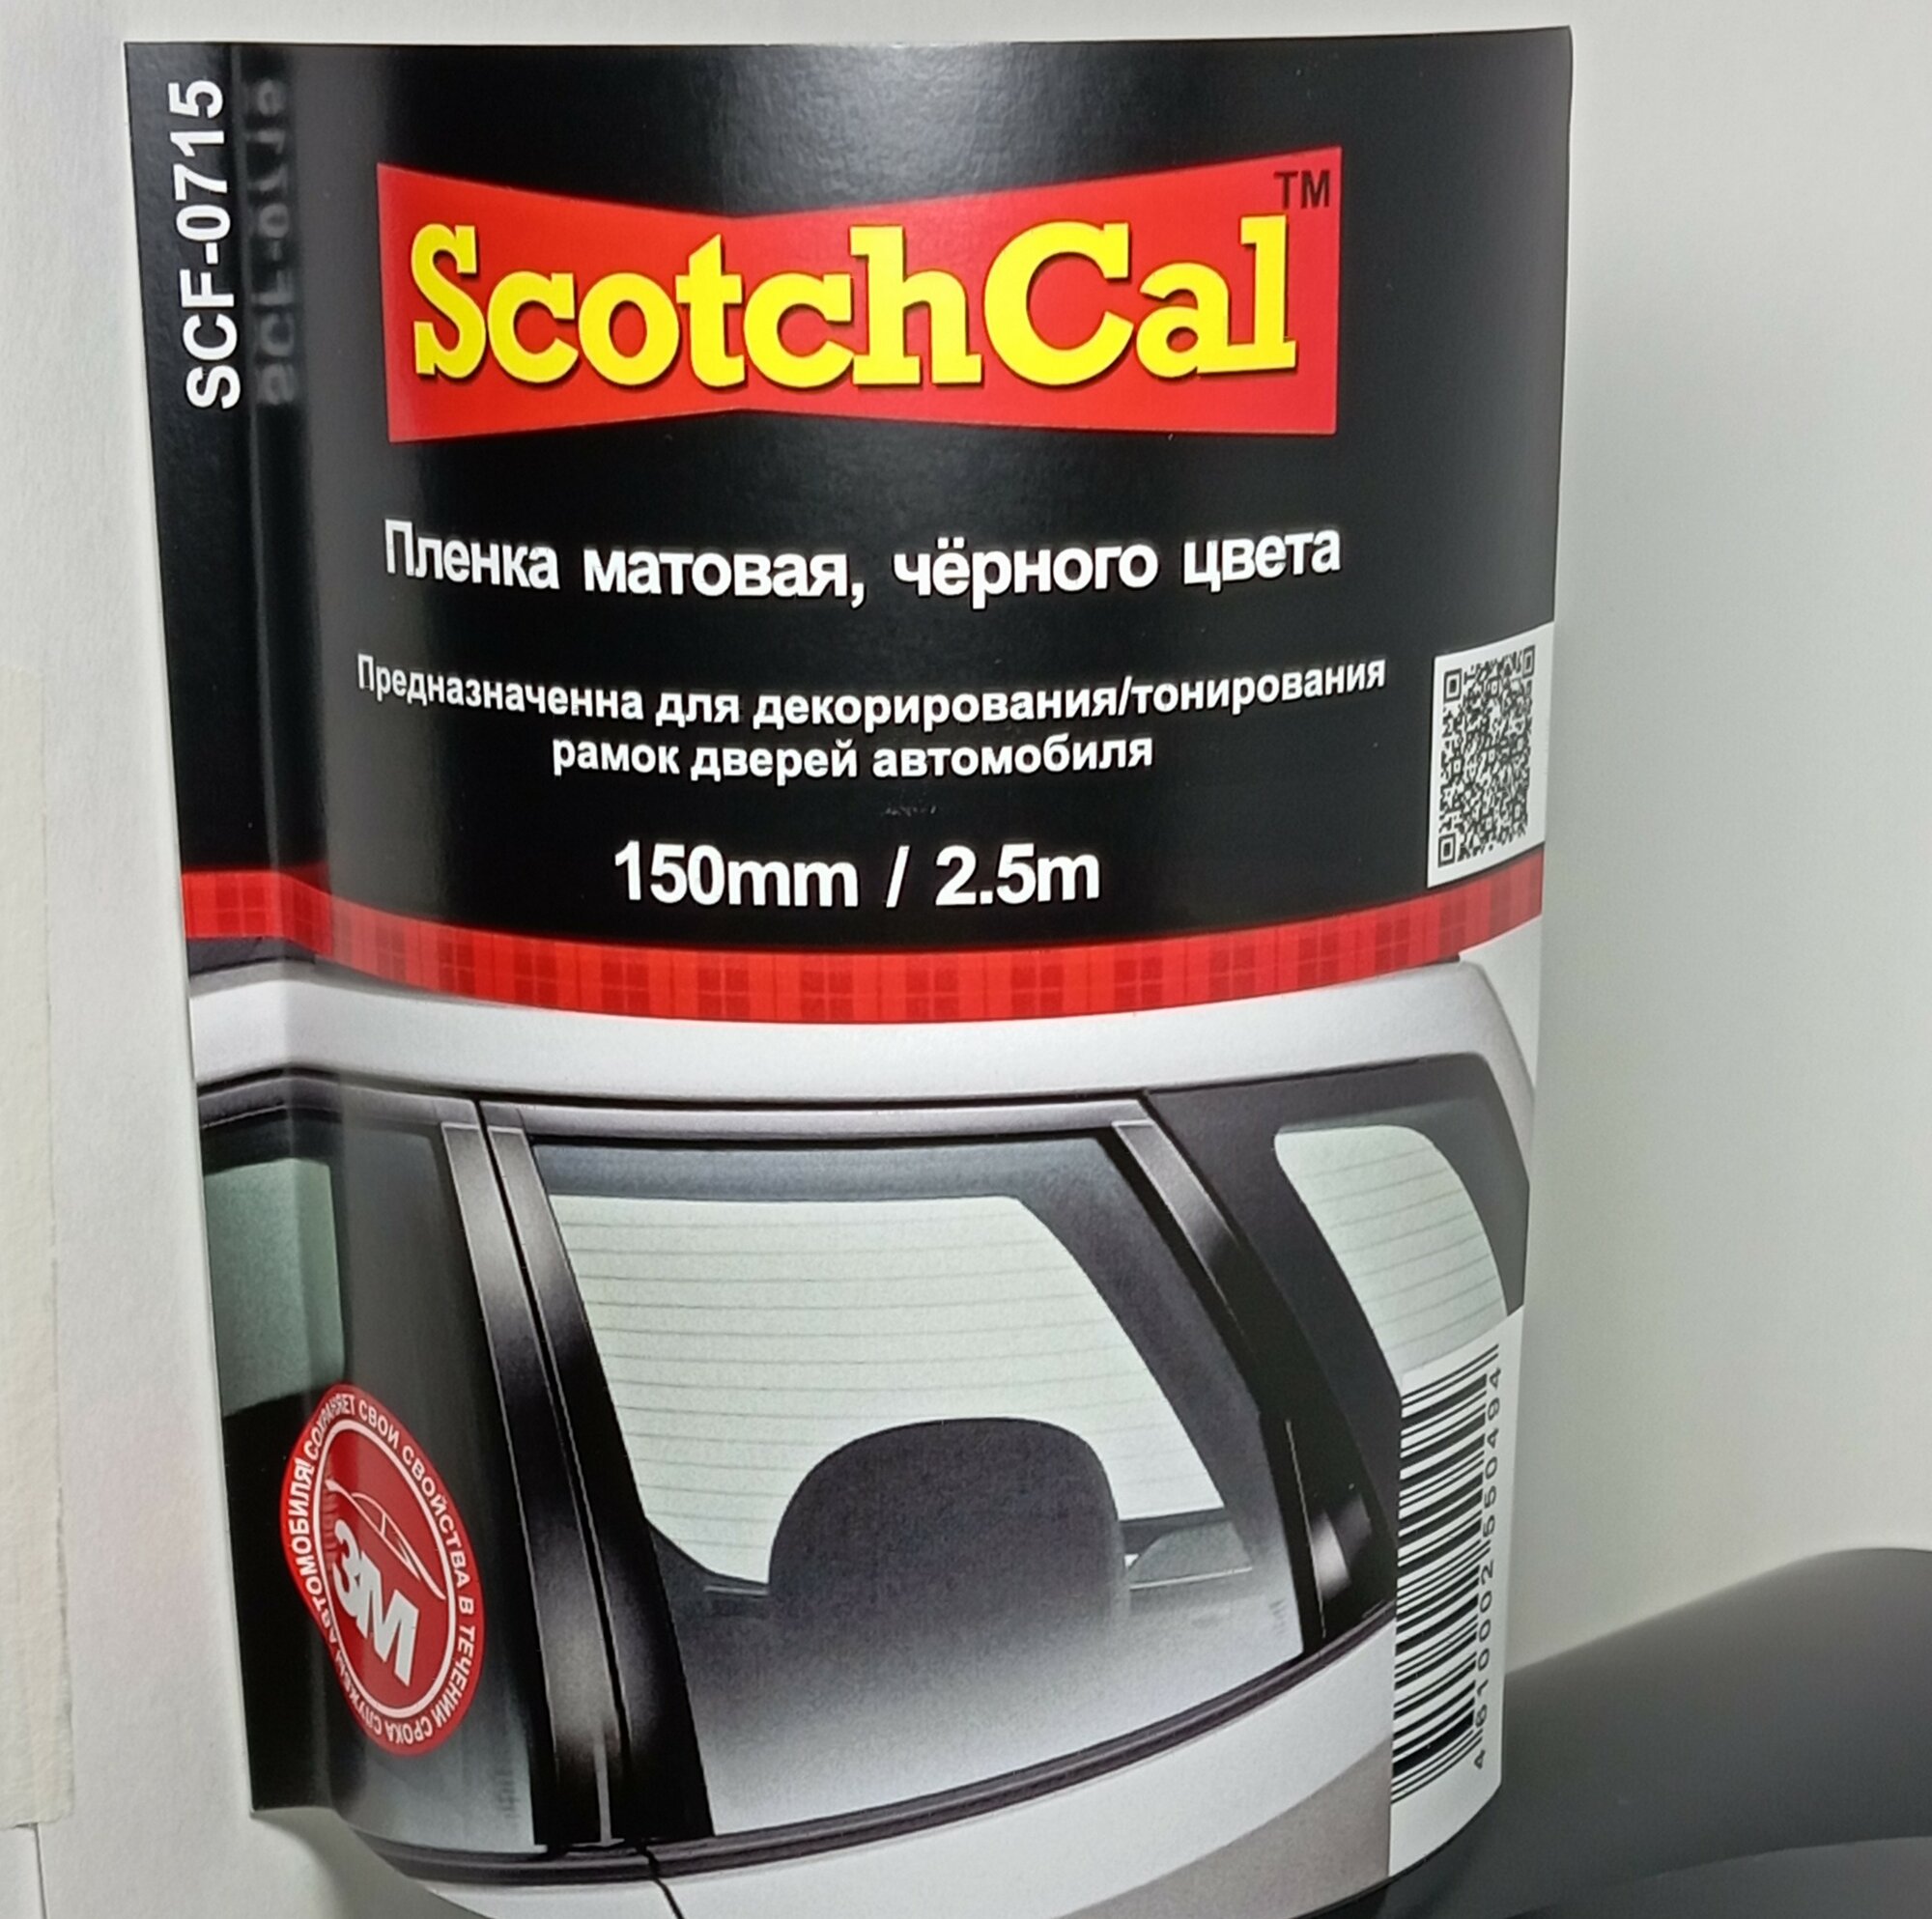 SCF-0715
ScotchCal™
Пленка матовая, чёрного цвета
Предназначенна для декорирования/тонирования
рамок дверей автомобиля
150mm / 2.5m
СОХРАНЯЕТ СВОИ СВОЙСТВА В ТЕЧЕНИИ СРОКА СЛУЖБЫ АВТОМОБИЛЯ!
3M
4610002550494